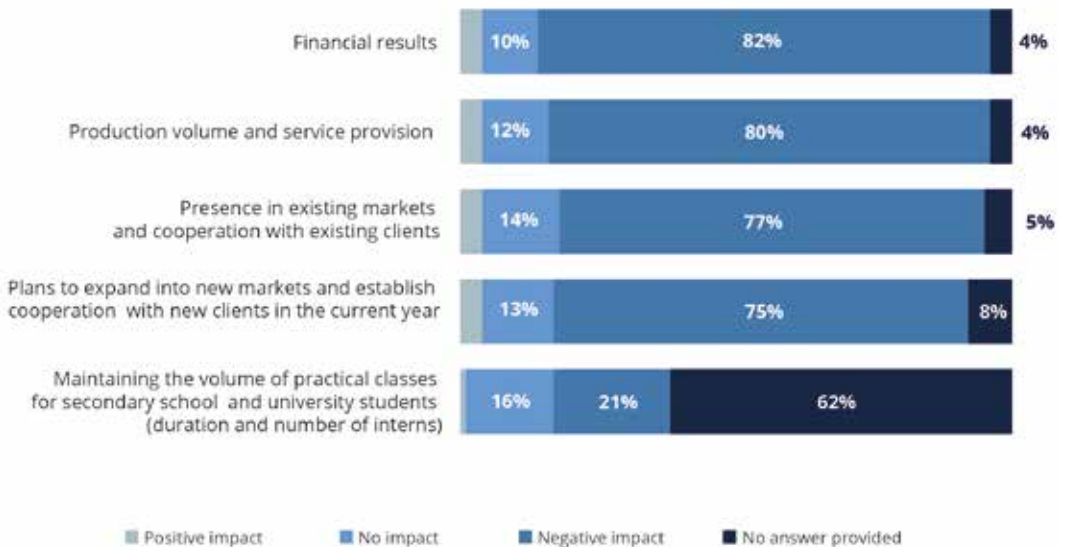 Financial results
10%
82%
4%
Production volume and service provision
12%
80%
4%
Presence in existing markets
and cooperation with existing clients
14%
77%
5%
Plans to expand into new markets and establish
cooperation with new clients in the current year
13%
75%
8%
Maintaining the volume of practical classes
for secondary school and university students
(duration and number of interns)
16%
21%
62%
Positive impact
No impact
Negative impact
No answer provided